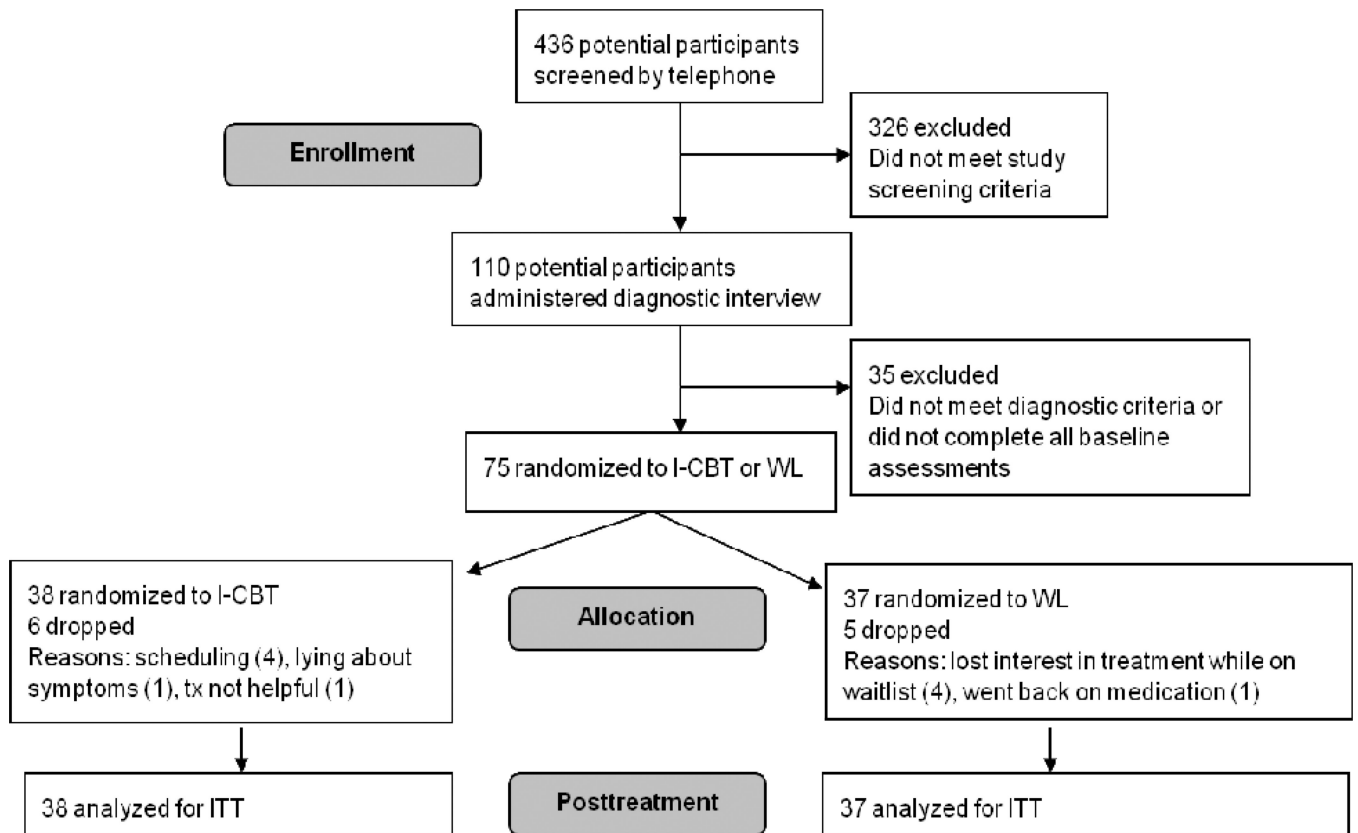 436 potential participants
screened by telephone
Enrollment
326 excluded
Did not meet study
screening criteria
110 potential participants
administered diagnostic interview
35 excluded
Did not meet diagnostic criteria or
did not complete all baseline
assessments
75 randomized to I-CBT or WL
38 randomized to I-CBT
6 dropped
Reasons: scheduling (4), lying about
symptoms (1), tx not helpful (1)
Allocation
37 randomized to WL
5 dropped
Reasons: lost interest in treatment while on
waitlist (4), went back on medication (1)
38 analyzed for ITT
Posttreatment
37 analyzed for ITT